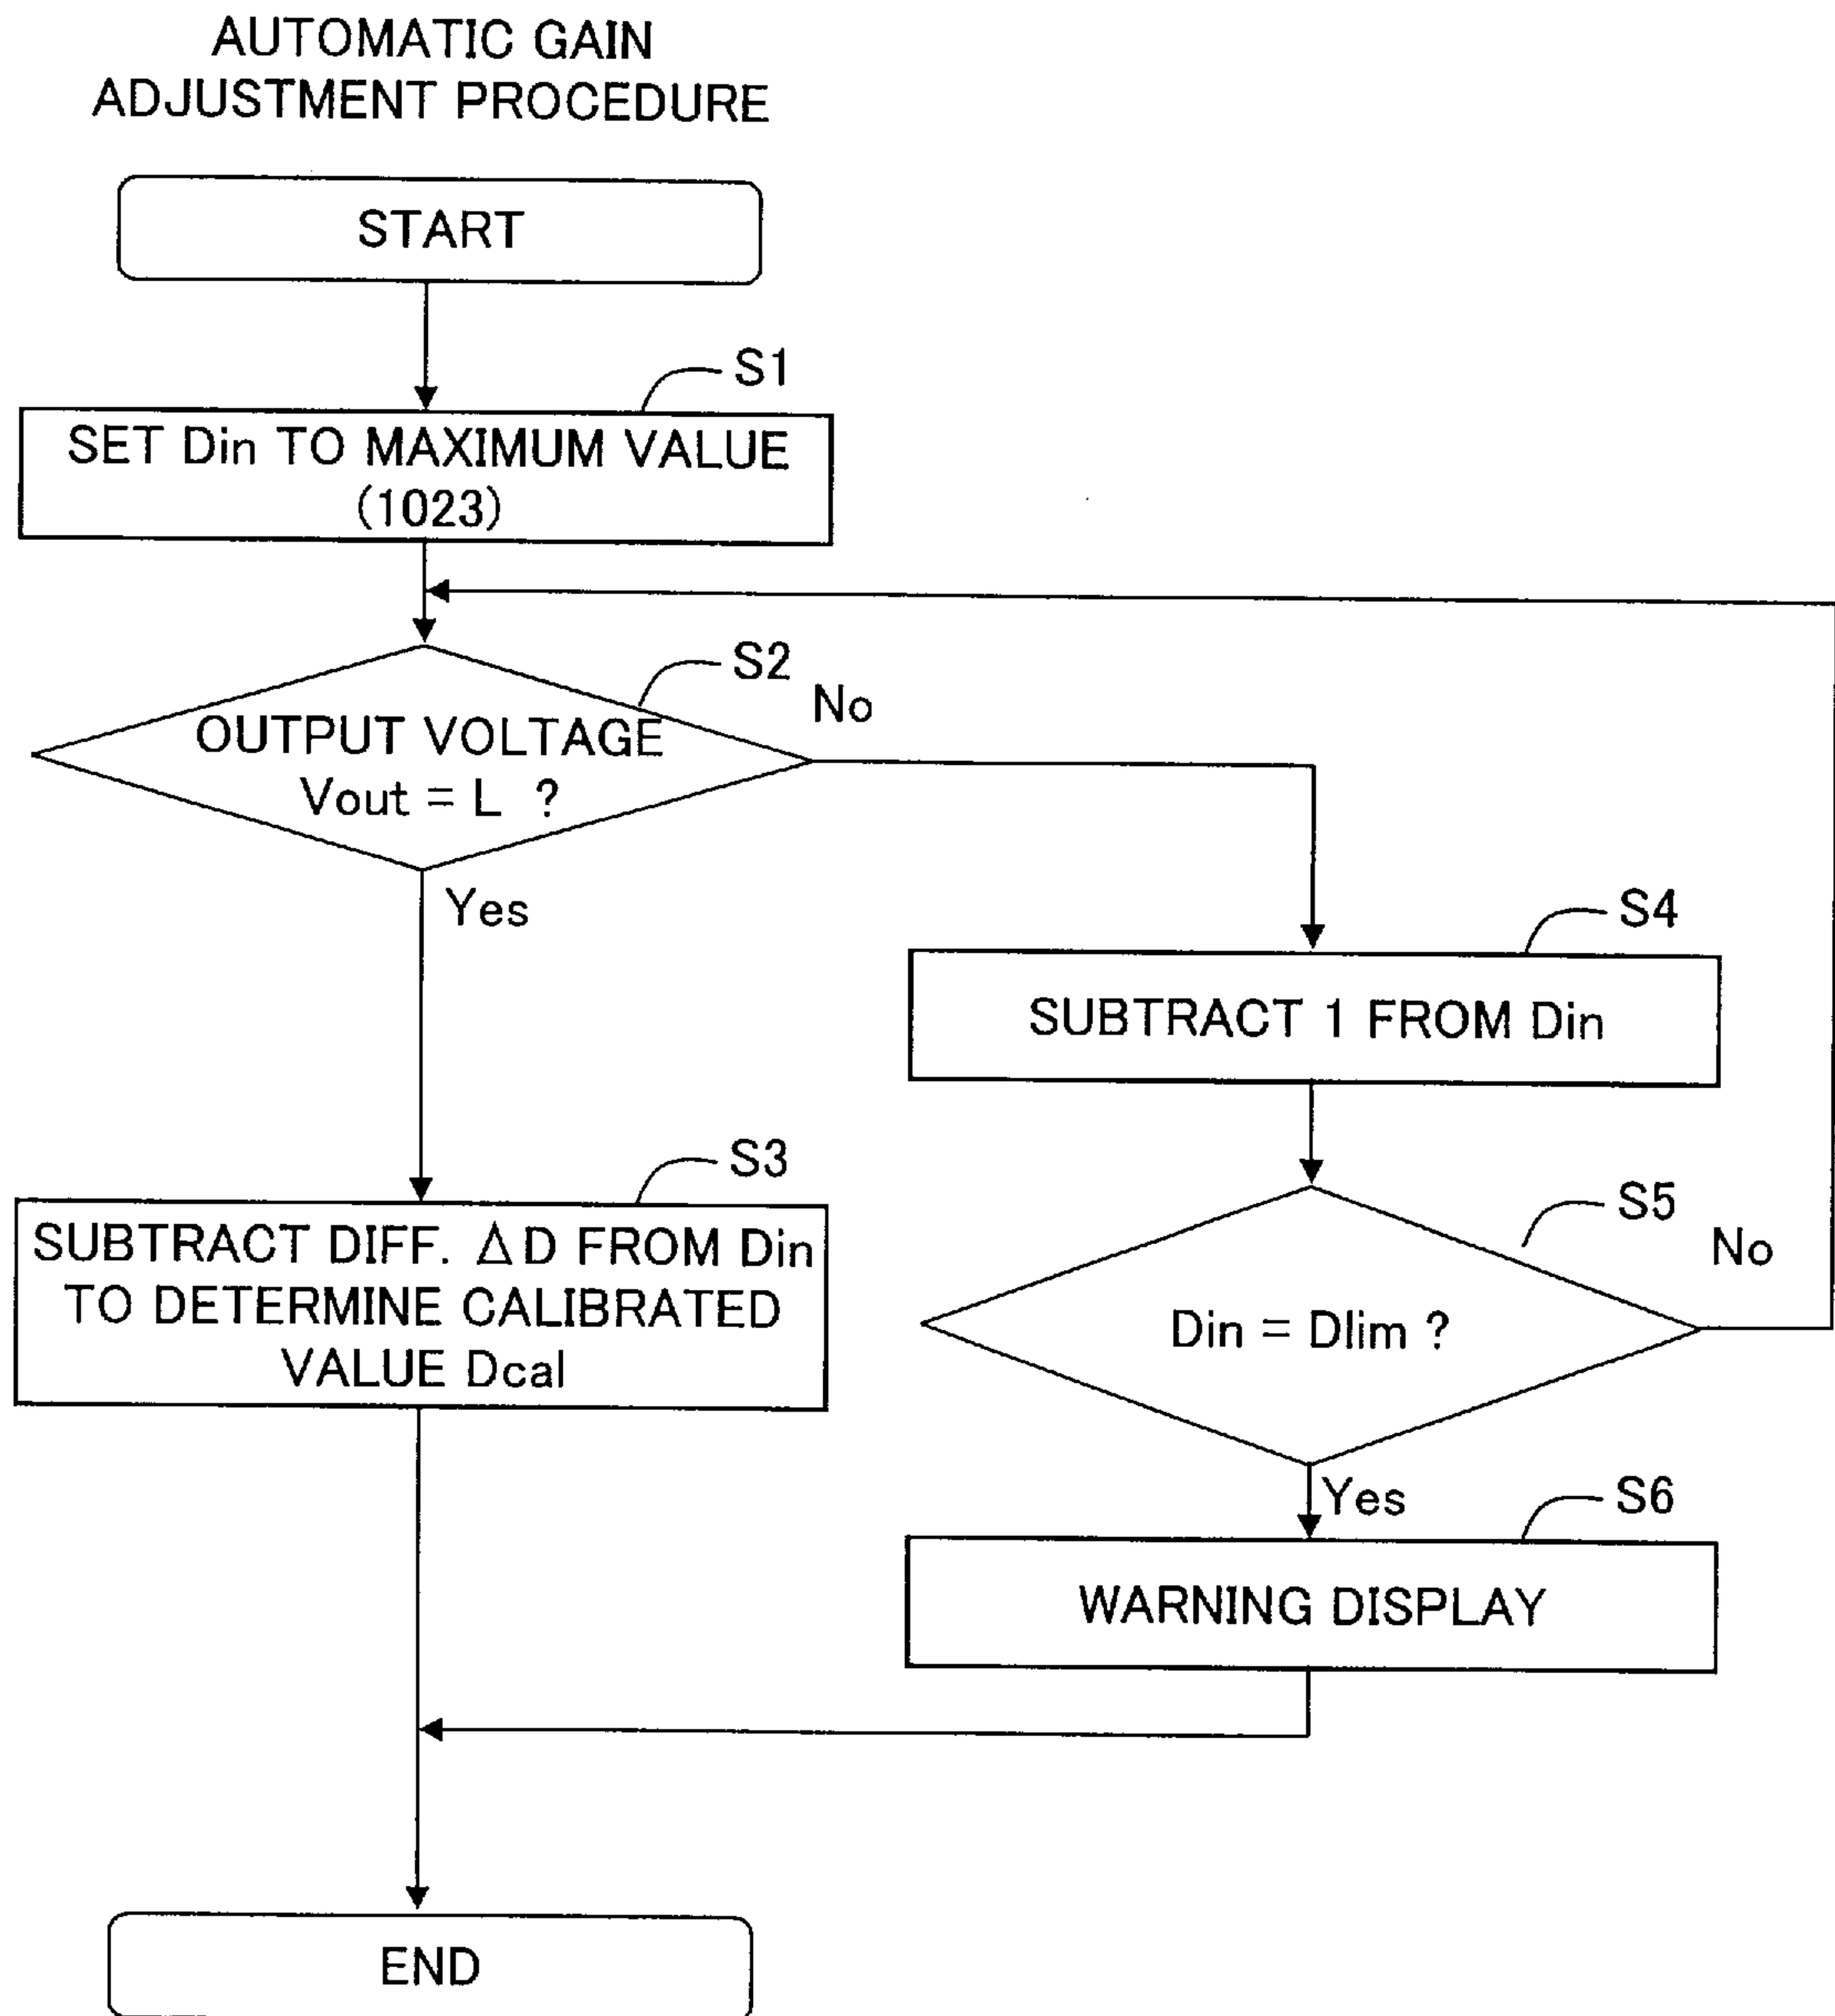 AUTOMATIC GAIN
ADJUSTMENT PROCEDURE
START
S1
SET Din TO MAXIMUM VALUE
(1023)
S2
No
OUTPUT VOLTAGE
Vout = L ?
Yes
S4
SUBTRACT 1 FROM Din
S3
SUBTRACT DIFF. ΔD FROM Din
TO DETERMINE CALIBRATED
VALUE Dcal
S5
No
Din = Dlim ?
Yes
S6
WARNING DISPLAY
END